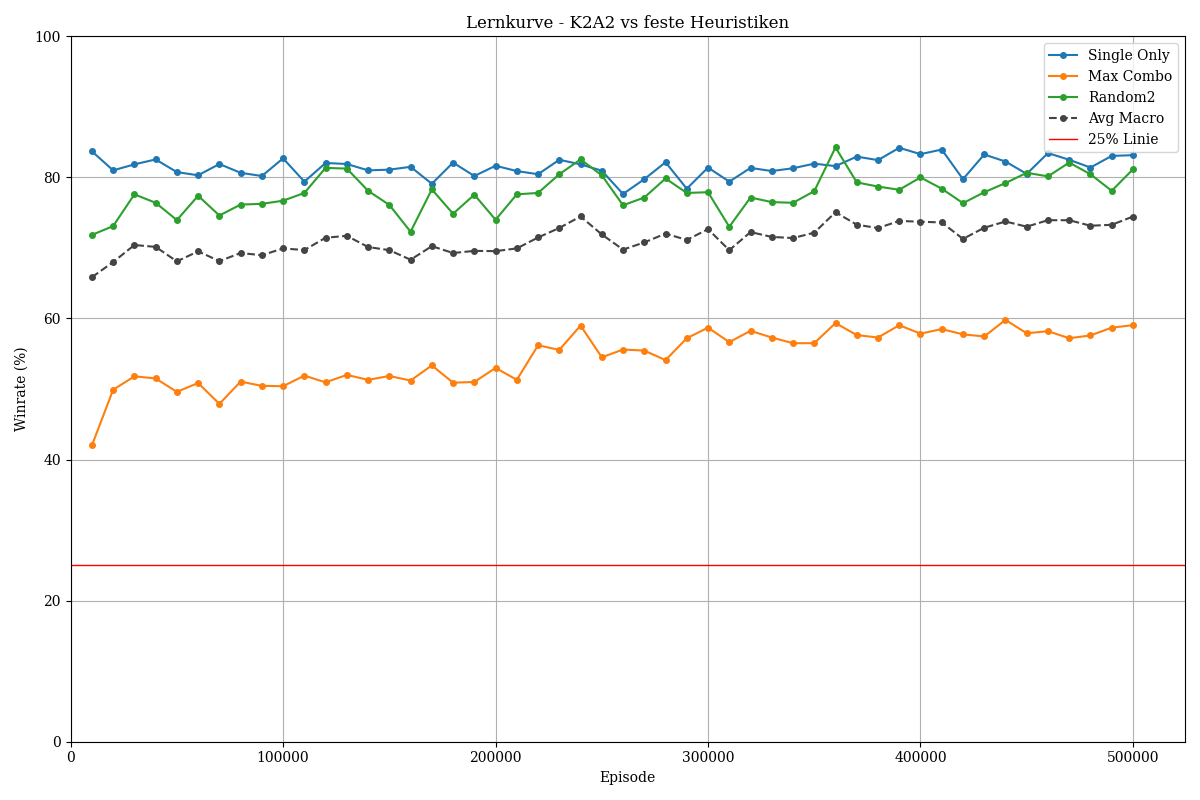 Lernkurve - K2A2 vs feste Heuristiken
100
80
60
40
20
0
Winrate (%)
Single Only
Max Combo
Random2
Avg Macro
25% Linie
0 100000 200000 300000 400000 500000
Episode